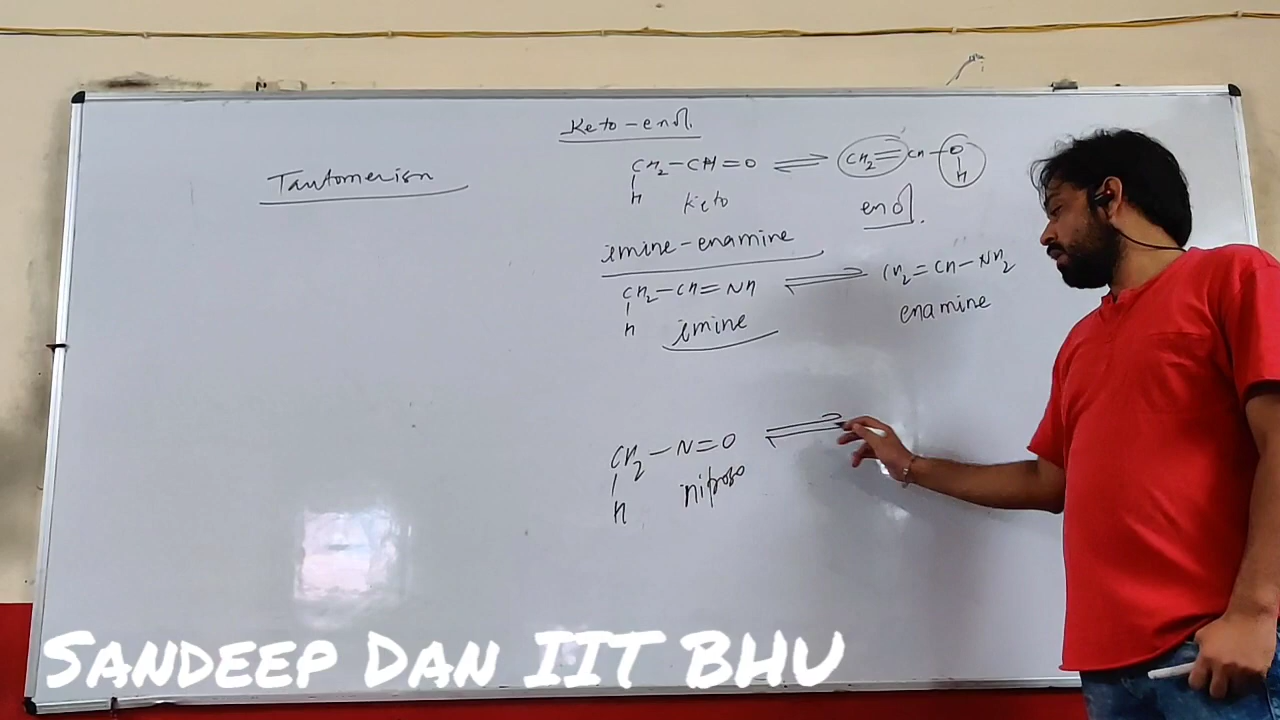 Keto-enol
Tautomerism
CH2-CH=O ⇌ CH2=CH-O
H
H
Keto
enol.
imine-enamine
CH2-CH=NH ⇌ CH2=CH-NH2
H
imine
enamine
CH2-N=O ⇌
H
nitroso
SANDEEP DAN IIT BHU